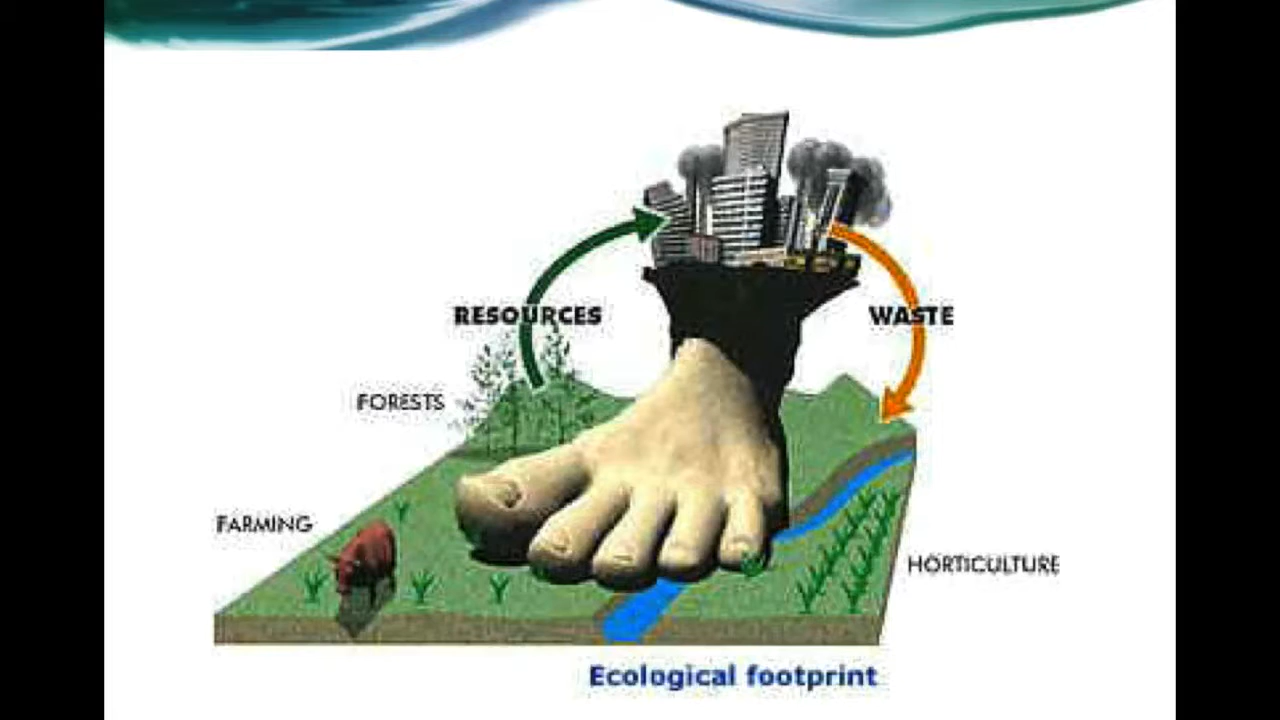 RESOURCES
WASTE
FORESTS
FARMING
HORTICULTURE
Ecological footprint